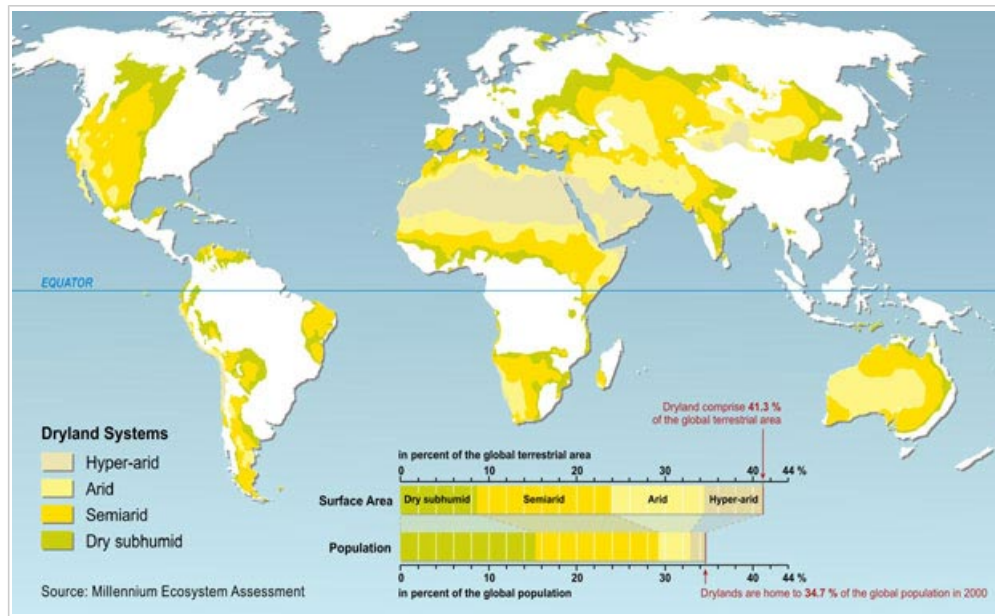 EQUATOR
Dryland Systems
Hyper-arid
Arid
Semiarid
Dry subhumid
Source: Millennium Ecosystem Assessment
Dryland comprise 41.3 %
of the global terrestrial area
in percent of the global terrestrial area
0 10 20 30 40 44 %
Surface Area Dry subhumid Semiarid Arid Hyper-arid
Population
0 10 20 30 40 44 %
in percent of the global population
Drylands are home to 34.7 % of the global population in 2000